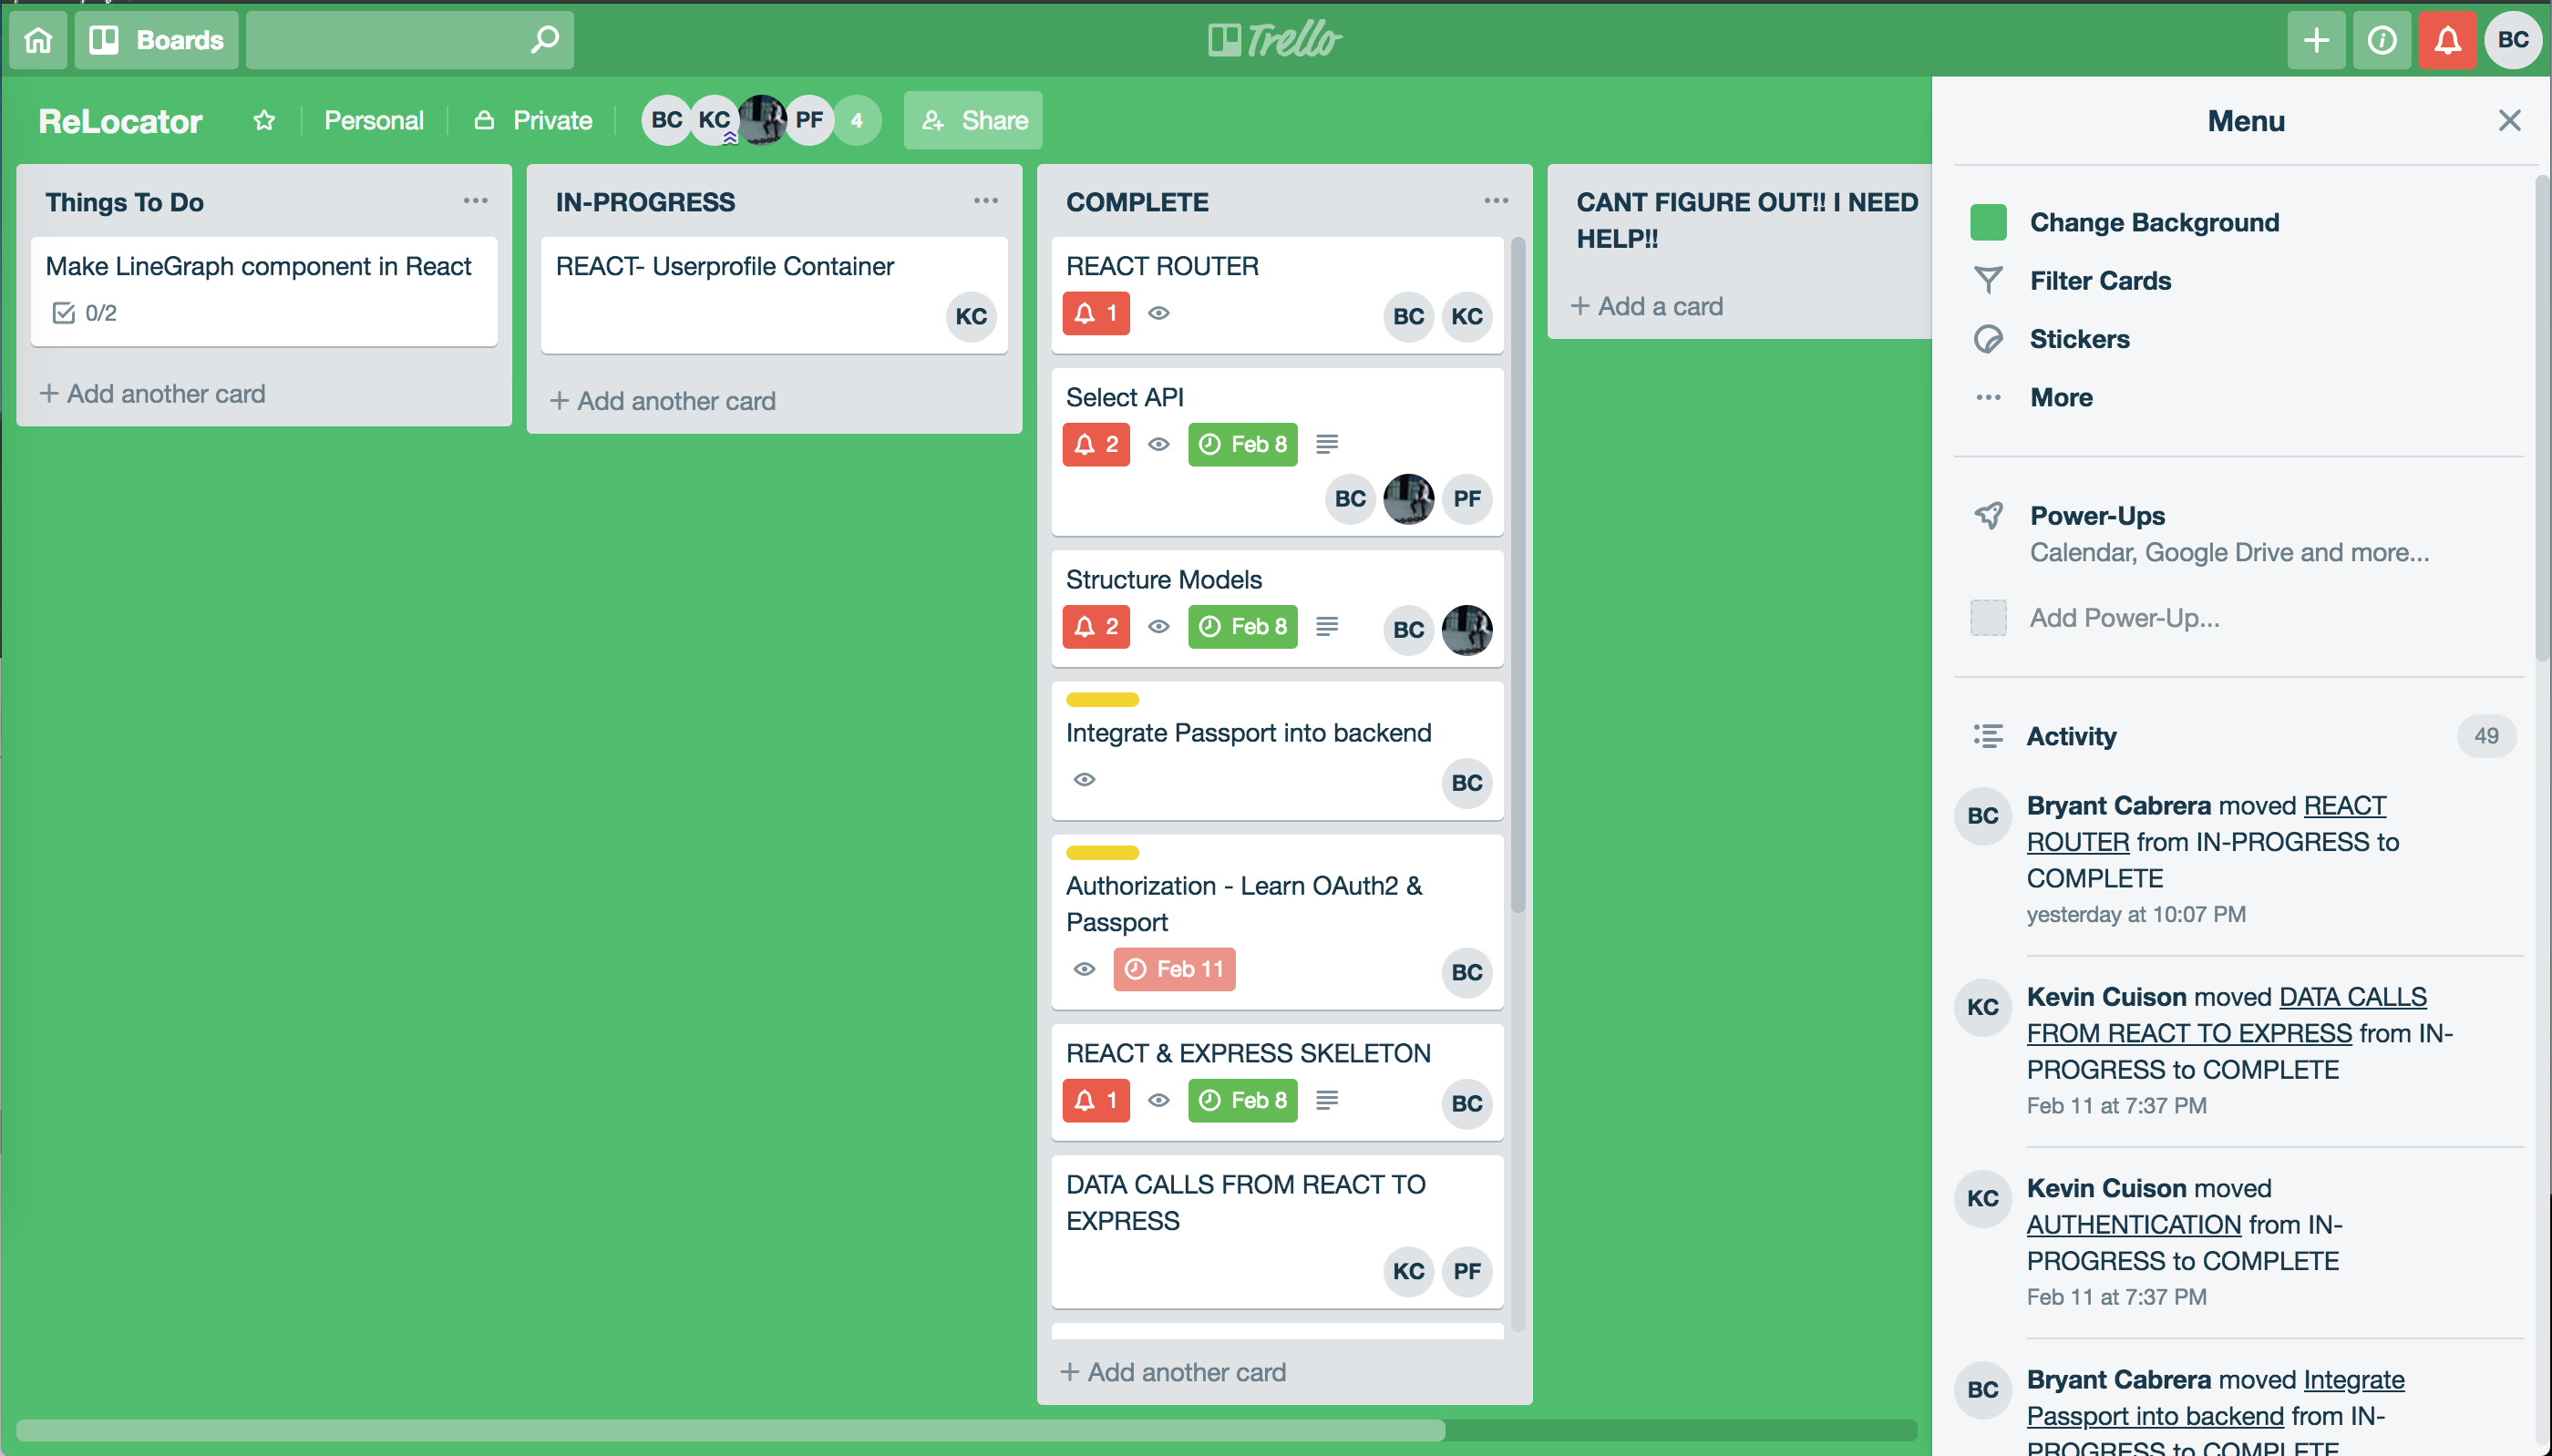 Boards
Trello
BC
ReLocator
Personal
Private
BC KC PF 4
Share
Things To Do
Make LineGraph component in React
0/2
+ Add another card
IN-PROGRESS
REACT- Userprofile Container
KC
+ Add another card
COMPLETE
REACT ROUTER
1
BC KC
Select API
2 Feb 8
BC PF
Structure Models
2 Feb 8
BC
Integrate Passport into backend
BC
Authorization - Learn OAuth2 &
Passport
Feb 11
BC
REACT & EXPRESS SKELETON
1 Feb 8
BC
DATA CALLS FROM REACT TO
EXPRESS
KC PF
+ Add another card
CANT FIGURE OUT!! I NEED
HELP!!
+ Add a card
Menu
Change Background
Filter Cards
Stickers
More
Power-Ups
Calendar, Google Drive and more...
Add Power-Up...
Activity
49
BC
Bryant Cabrera moved REACT
ROUTER from IN-PROGRESS to
COMPLETE
yesterday at 10:07 PM
KC
Kevin Cuison moved DATA CALLS
FROM REACT TO EXPRESS from IN-
PROGRESS to COMPLETE
Feb 11 at 7:37 PM
KC
Kevin Cuison moved
AUTHENTICATION from IN-
PROGRESS to COMPLETE
Feb 11 at 7:37 PM
BC
Bryant Cabrera moved Integrate
Passport into backend from IN-
PROGRESS to COMPLETE